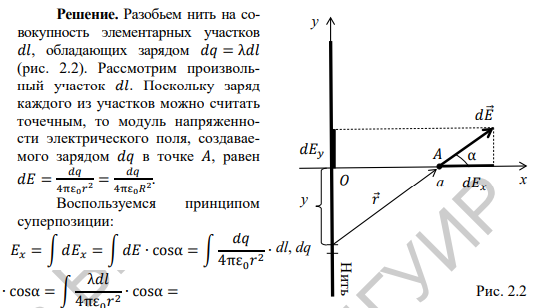 Решение. Разобьем нить на со-
вокупность элементарных участков
dl, обладающих зарядом dq = λdl
(рис. 2.2). Рассмотрим произволь-
ный участок dl. Поскольку заряд
каждого из участков можно считать
точечным, то модуль напряженно-
сти электрического поля, создавае-
мого зарядом dq в точке A, равен
dE = dq/4πε₀r² = dq/4πε₀R².
Воспользуемся принципом
суперпозиции:
Eₓ = ∫ dEₓ = ∫ dE · cosα = ∫ dq/4πε₀r² ·
· cosα = ∫ λdl/4πε₀r² · cosα =
y
dE⃗
dE_y
A
α
O
a
dEₓ
x
y
r⃗
dl, dq
Нить
Рис. 2.2
ГУИР